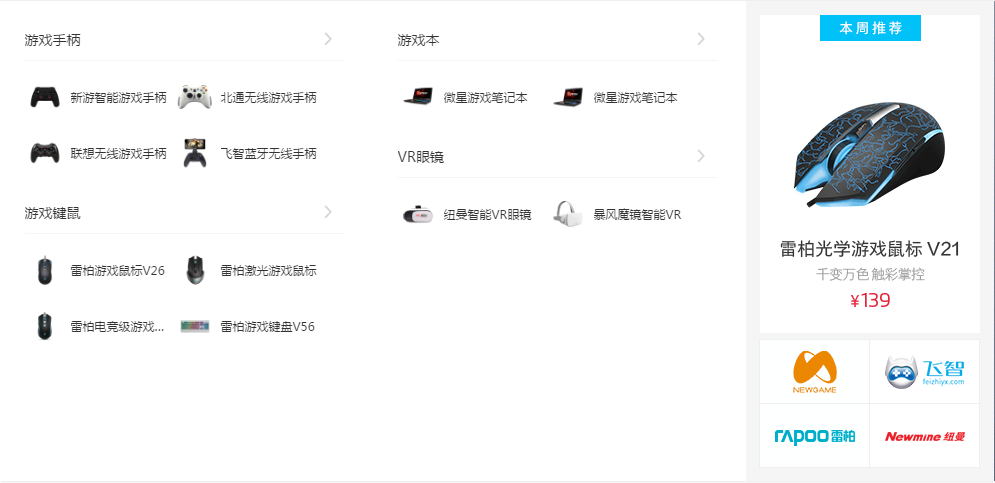 游戏手柄
新游智能游戏手柄
北通无线游戏手柄
联想无线游戏手柄
飞智蓝牙无线手柄
游戏键鼠
雷柏游戏鼠标V26
雷柏激光游戏鼠标
雷柏电竞级游戏...
雷柏游戏键盘V56
游戏本
微星游戏笔记本
微星游戏笔记本
VR眼镜
纽曼智能VR眼镜
暴风魔镜智能VR
本周推荐
雷柏光学游戏鼠标 V21
千变万色 触彩掌控
¥139
NEWGAME
飞智
feizhiyx.com
rapoo 雷柏
Newmine 纽曼